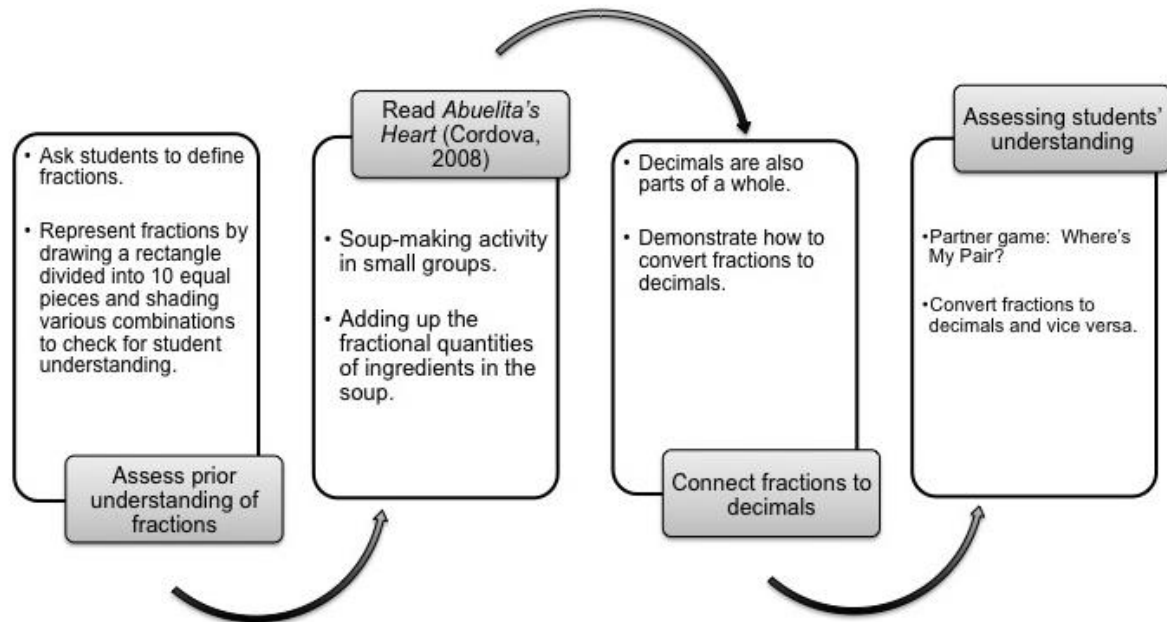 • Ask students to define
fractions.
• Represent fractions by
drawing a rectangle
divided into 10 equal
pieces and shading
various combinations
to check for student
understanding.
Assess prior
understanding of
fractions
Read Abuelita's
Heart (Cordova,
2008)
• Soup-making activity
in small groups.
• Adding up the
fractional quantities
of ingredients in the
soup.
• Decimals are also
parts of a whole.
• Demonstrate how to
convert fractions to
decimals.
Connect fractions to
decimals
Assessing students'
understanding
•Partner game: Where's
My Pair?
•Convert fractions to
decimals and vice versa.